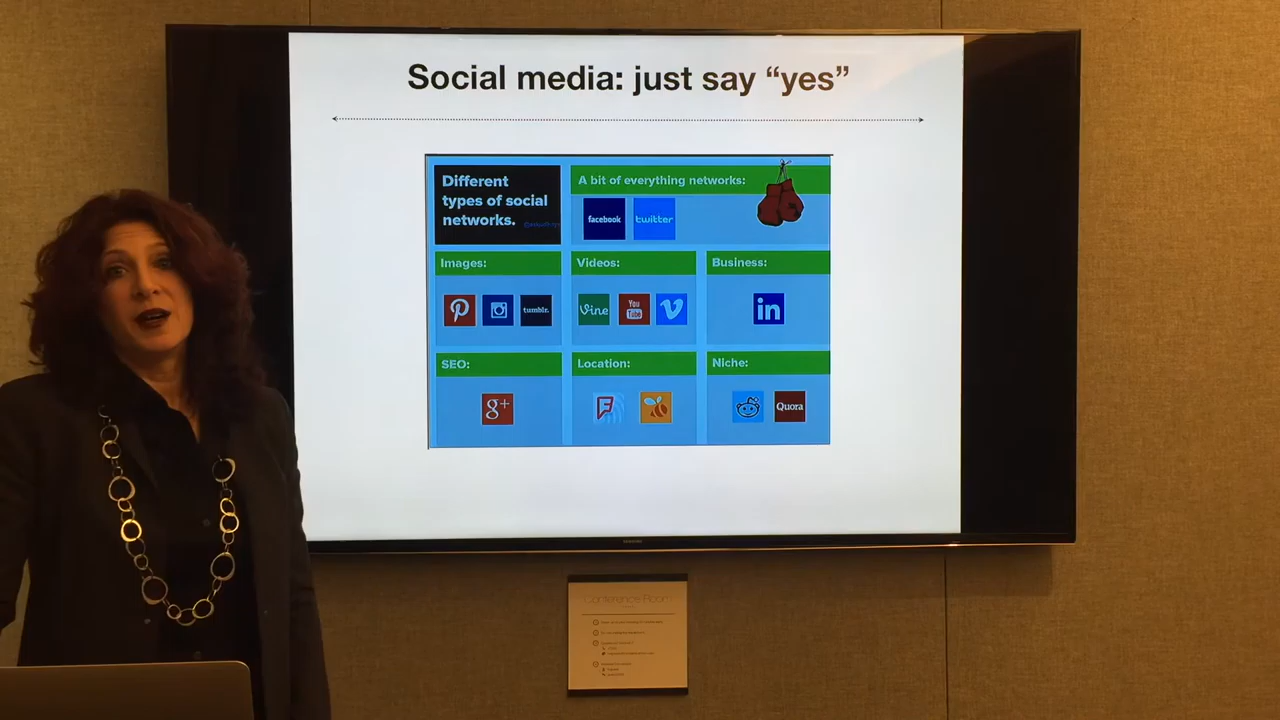 Social media: just say “yes”
Different
types of social
networks.
A bit of everything networks:
facebook
twitter
Images:
Videos:
Business:
tumblr.
Vine
You
Tube
in
SEO:
Location:
Niche:
g+
Quora
SAMSUNG
Conference Room